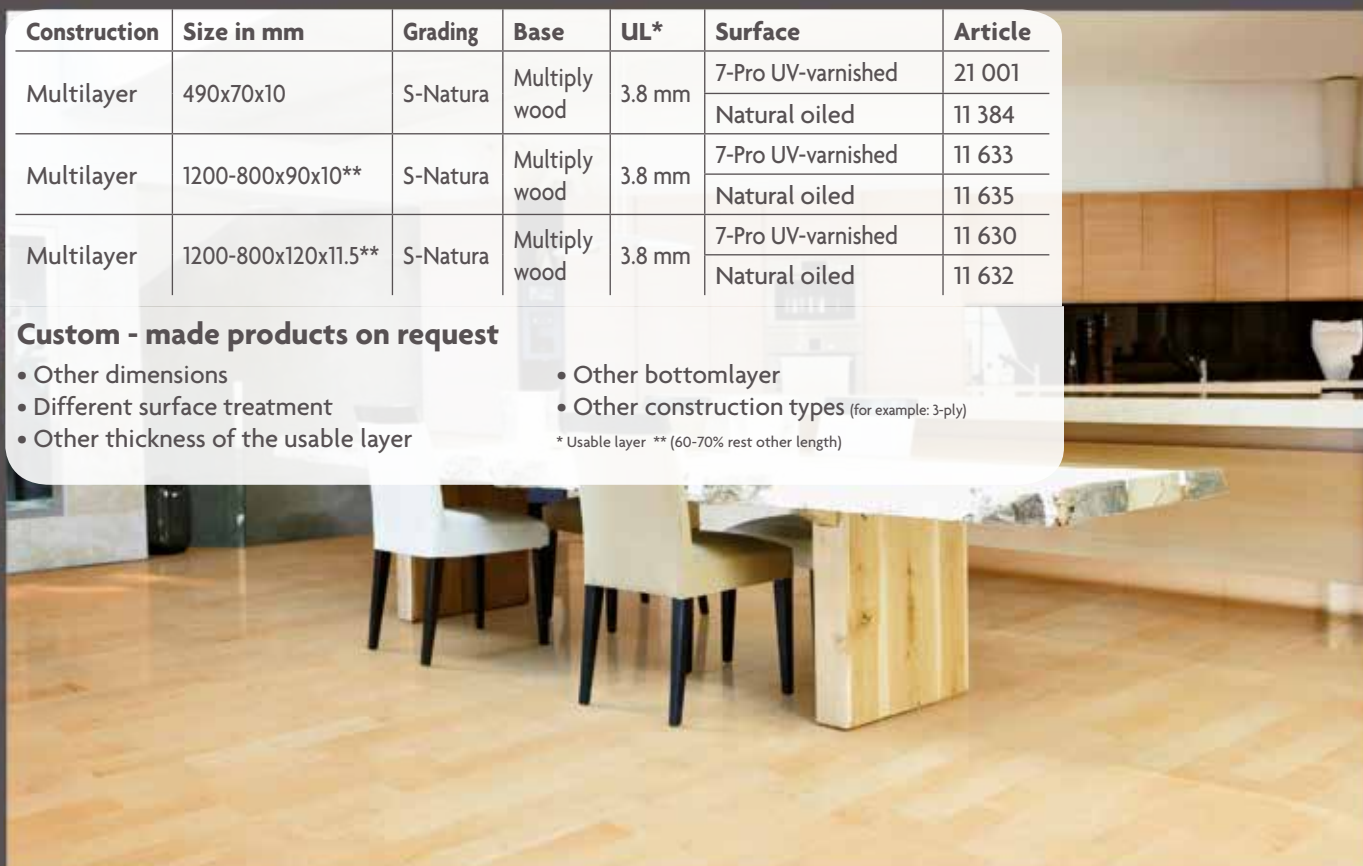 Construction Size in mm Grading Base UL* Surface Article
Multilayer 490x70x10 S-Natura Multiply wood 3.8 mm 7-Pro UV-varnished 21 001
Natural oiled 11 384
Multilayer 1200-800x90x10** S-Natura Multiply wood 3.8 mm 7-Pro UV-varnished 11 633
Natural oiled 11 635
Multilayer 1200-800x120x11.5** S-Natura Multiply wood 3.8 mm 7-Pro UV-varnished 11 630
Natural oiled 11 632
Custom - made products on request
• Other dimensions
• Different surface treatment
• Other thickness of the usable layer
• Other bottomlayer
• Other construction types (for example: 3-ply)
* Usable layer ** (60-70% rest other length)